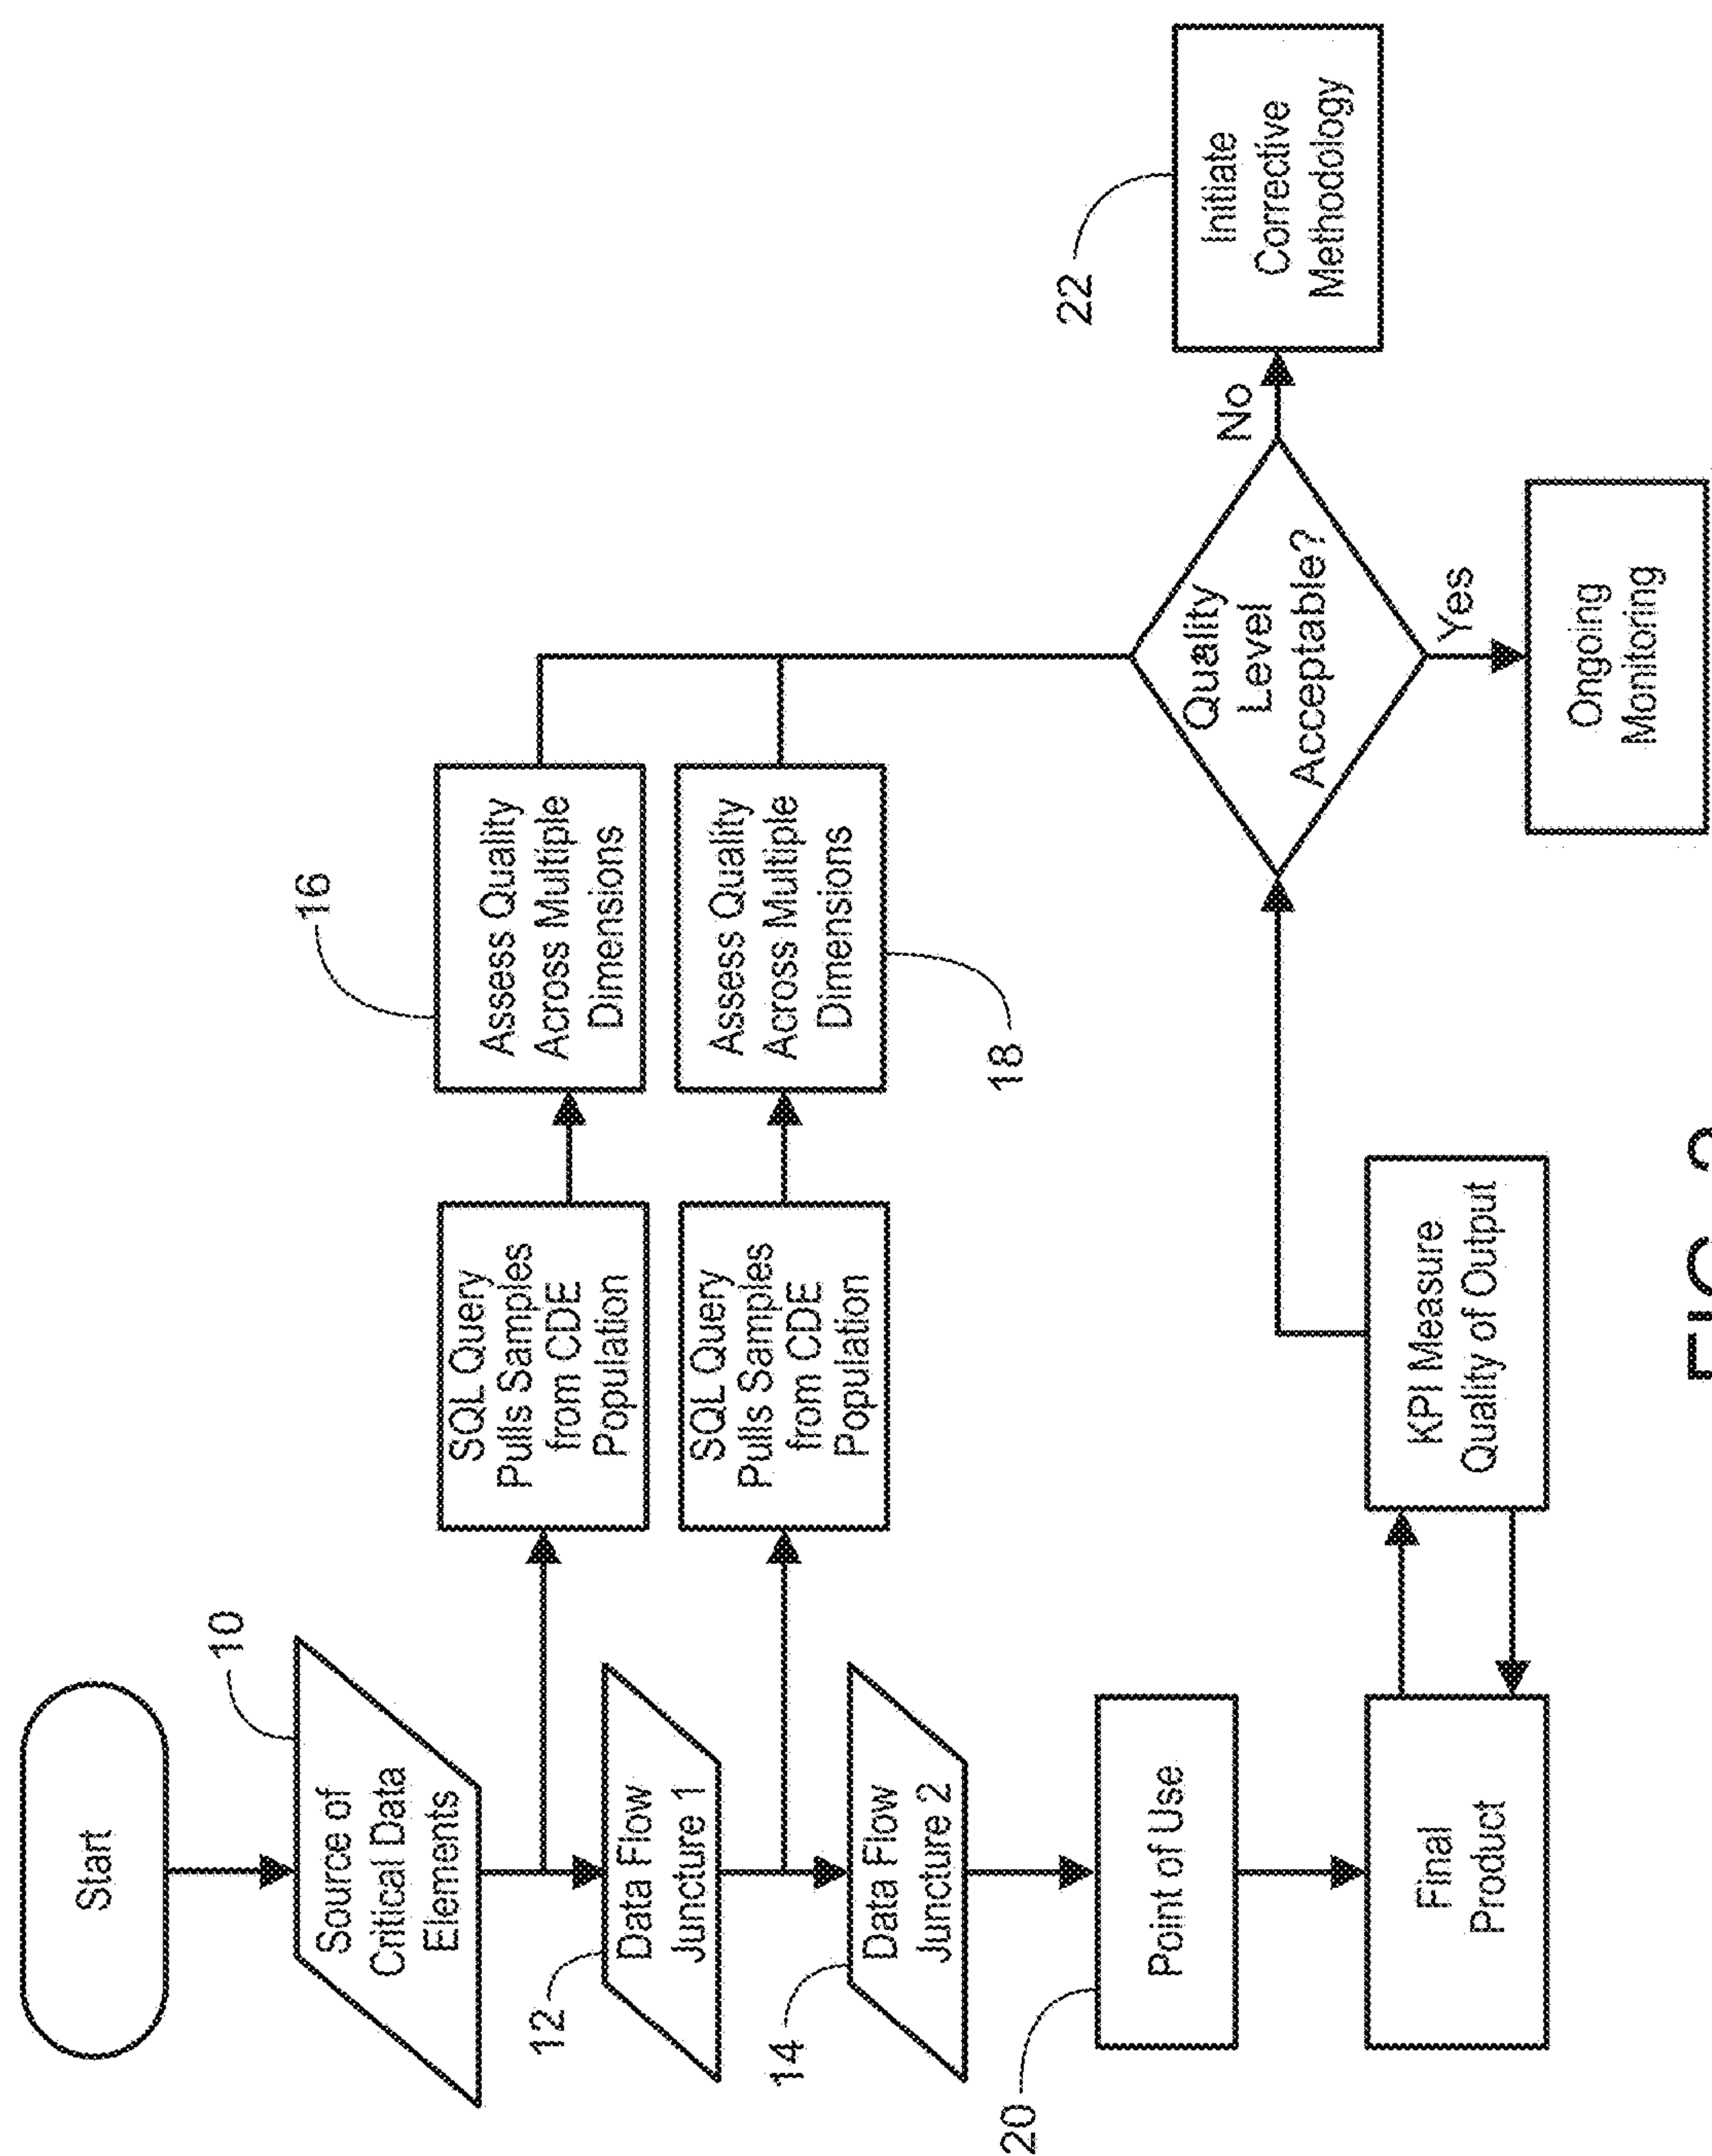 Start
10
Source of
Critical Data
Elements
12
Data Flow
Juncture 1
14
Data Flow
Juncture 2
20
Point of Use
Final
Product
SQL Query
Pulls Samples
from CDE
Population
SQL Query
Pulls Samples
from CDE
Population
KPI Measure
Quality of Output
16
Assess Quality
Across Multiple
Dimensions
Assess Quality
Across Multiple
Dimensions
18
Quality
Level
Acceptable?
No
Yes
22
Initiate
Corrective
Methodology
Ongoing
Monitoring
FIG.